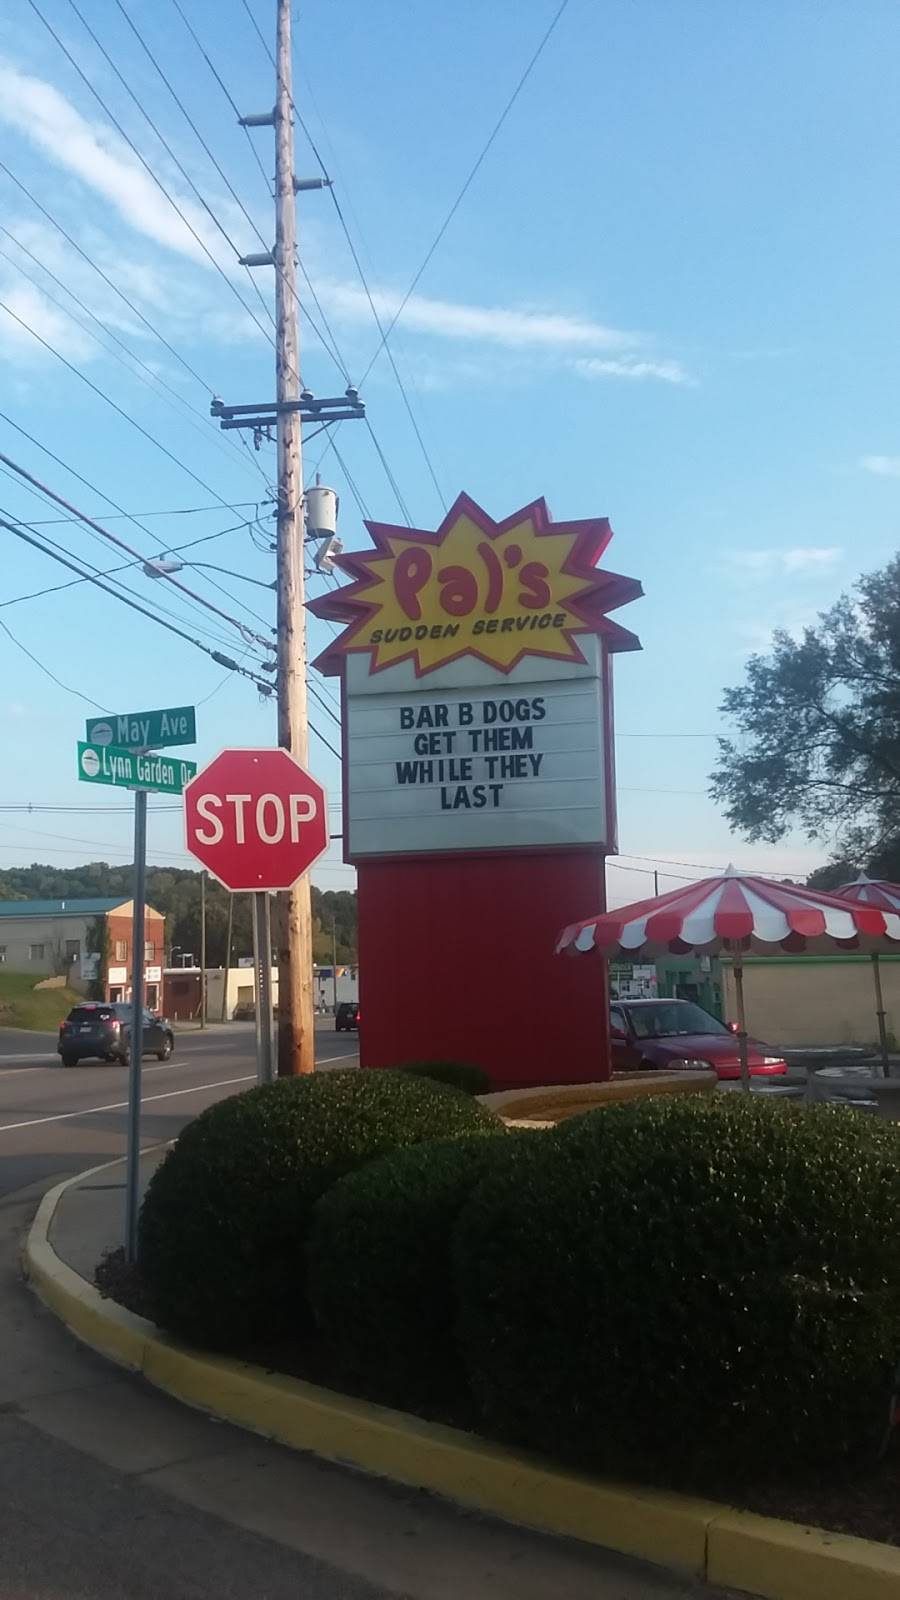 Pal's
SUDDEN SERVICE
BAR B DOGS
GET THEM
WHILE THEY
LAST
May Ave
Lynn Garden Dr
STOP